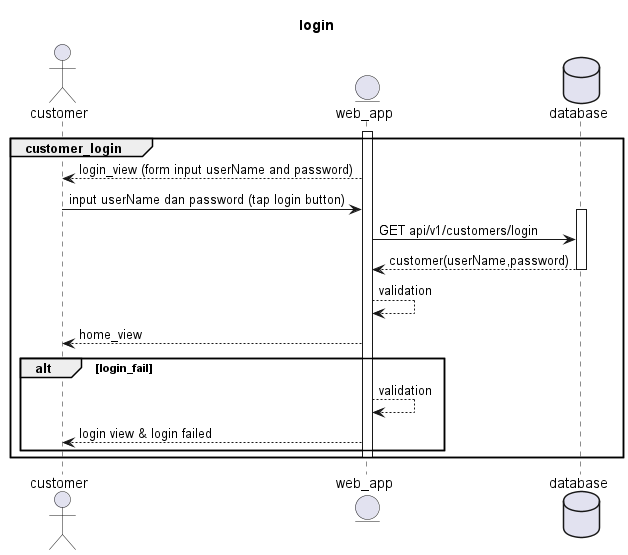 login
customer
web_app
database
customer_login
login_view (form input userName and password)
input userName dan password (tap login button)
GET api/v1/customers/login
customer(userName,password)
validation
home_view
alt [login_fail]
validation
login view & login failed
customer
web_app
database